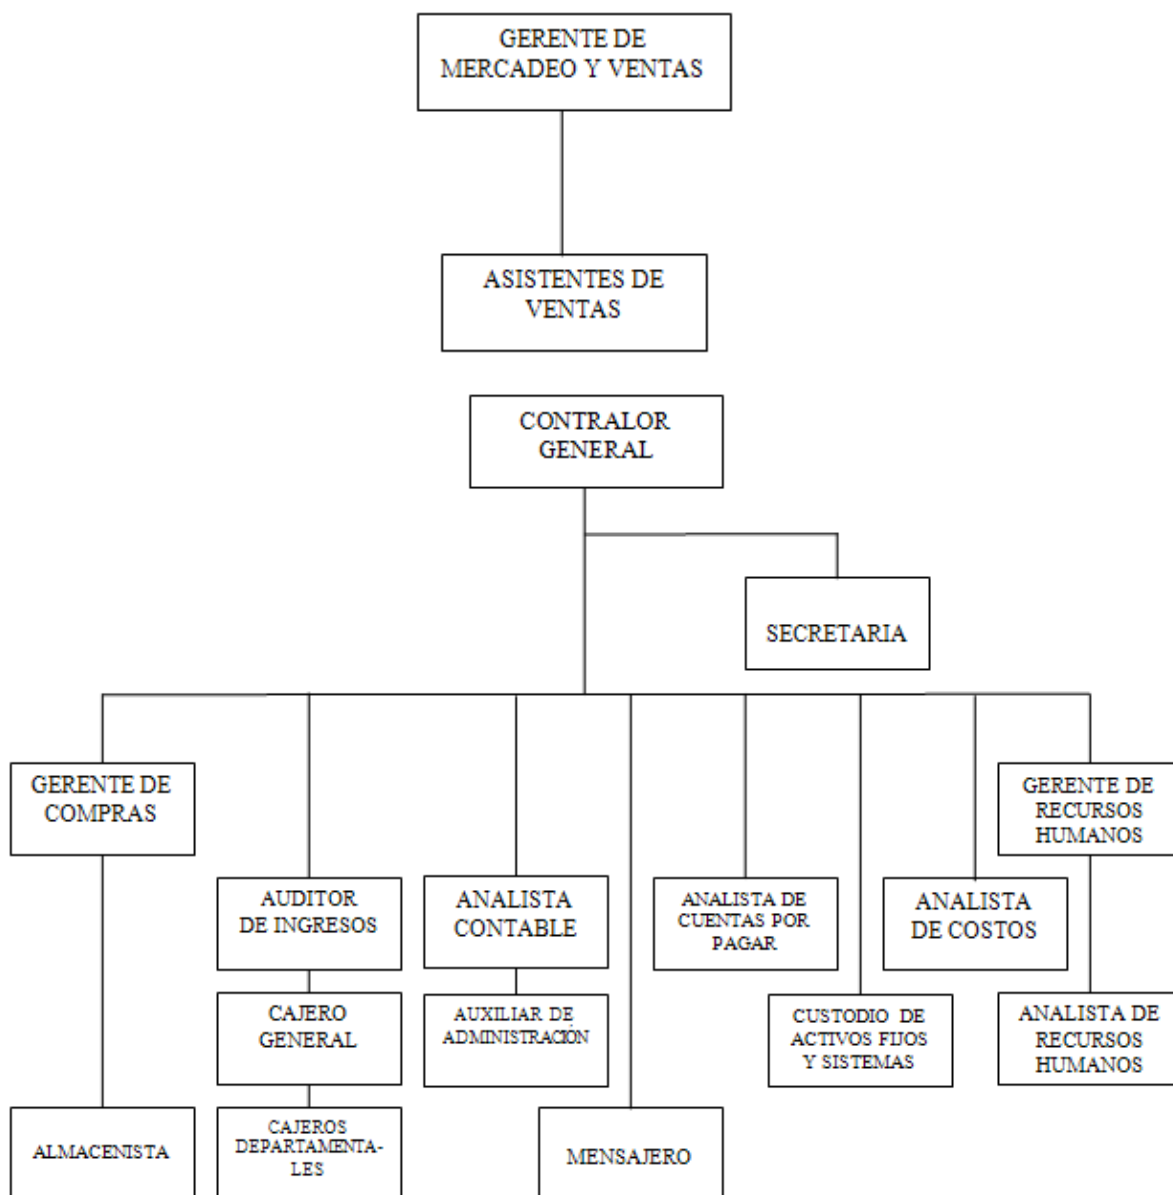 GERENTE DE
MERCADEO Y VENTAS
ASISTENTES DE
VENTAS
CONTRALOR
GENERAL
SECRETARIA
GERENTE DE
COMPRAS
GERENTE DE
RECURSOS
HUMANOS
AUDITOR
DE INGRESOS
ANALISTA
CONTABLE
ANALISTA DE
CUENTAS POR
PAGAR
ANALISTA
DE COSTOS
CAJERO
GENERAL
AUXILIAR DE
ADMINISTRACIÓN
CUSTODIO DE
ACTIVOS FIJOS
Y SISTEMAS
ANALISTA DE
RECURSOS
HUMANOS
ALMACENISTA
CAJEROS
DEPARTAMENTA-
LES
MENSAJERO